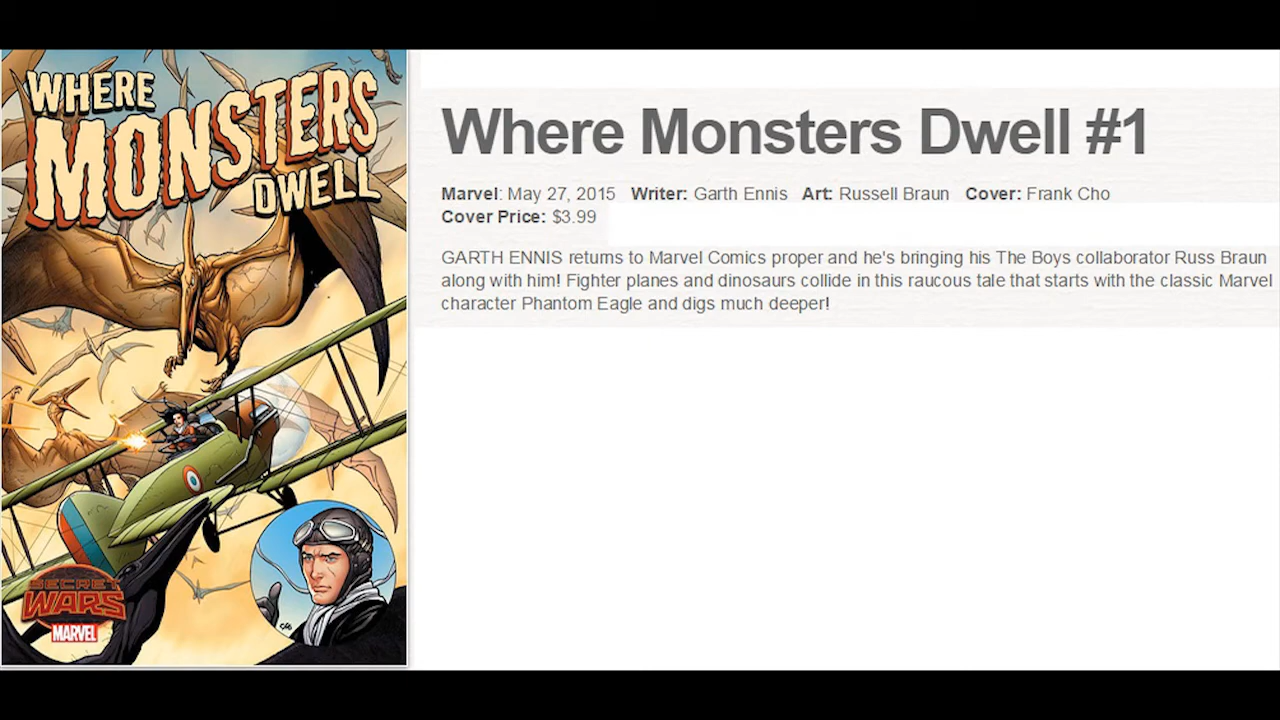 WHERE
MONSTERS
DWELL
SECRET
WARS
MARVEL
Where Monsters Dwell #1
Marvel: May 27, 2015 Writer: Garth Ennis Art: Russell Braun Cover: Frank Cho
Cover Price: $3.99
GARTH ENNIS returns to Marvel Comics proper and he's bringing his The Boys collaborator Russ Braun
along with him! Fighter planes and dinosaurs collide in this raucous tale that starts with the classic Marvel
character Phantom Eagle and digs much deeper!